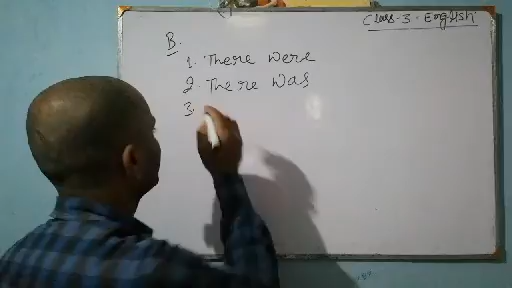 Class-3-English
B.
1. There were
2. There was
3.